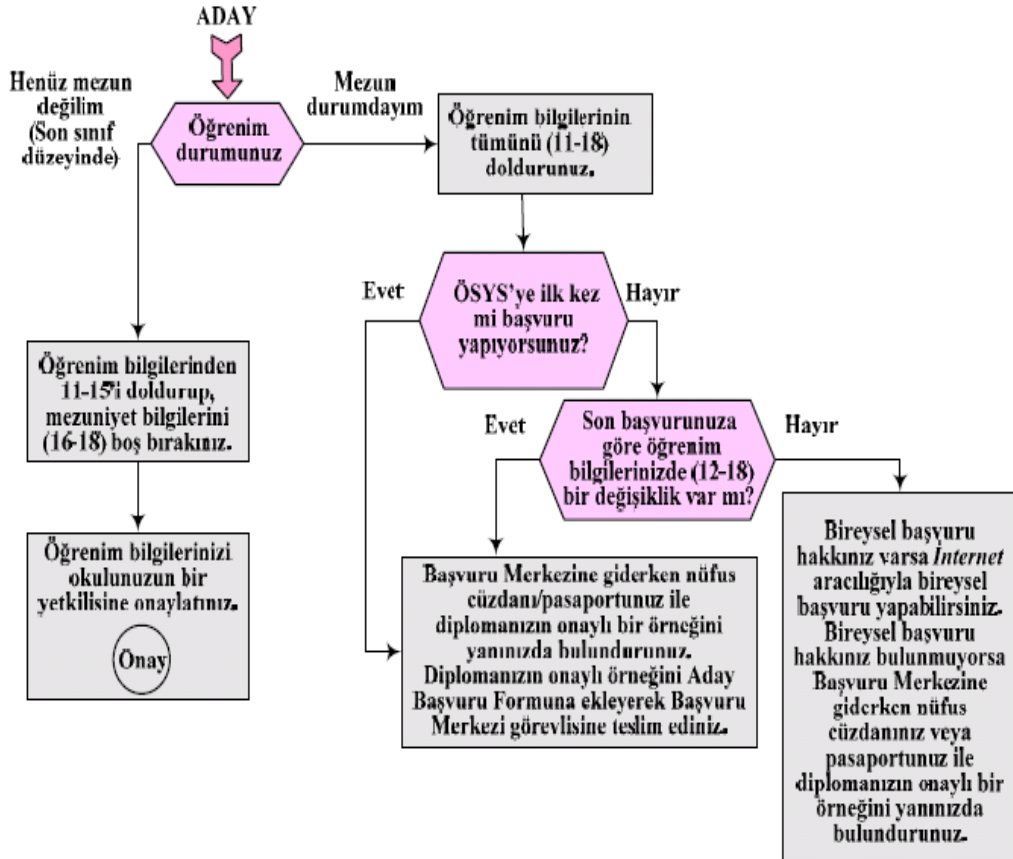 ADAY
Henüz mezun
değilim
(Son sınıf
düzeyinde)
Öğrenim
durumunuz
Mezun
durumdayım
Öğrenim bilgilerinin
tümünü (11-18)
doldurunuz.
Evet
ÖSYS’ye ilk kez
mi başvuru
yapıyorsunuz?
Hayır
Öğrenim bilgilerinden
11-15’i doldurup,
mezuniyet bilgilerini
(16-18) boş bırakınız.
Evet
Son başvurunuza
göre öğrenim
bilgilerinizde (12-18)
bir değişiklik var mı?
Hayır
Öğrenim bilgilerinizi
okulunuzun bir
yetkilisine onaylatınız.
Onay
Başvuru Merkezine giderken nüfus
cüzdanı/pasaportunuz ile
diplomanızın onaylı bir örneğini
yanınızda bulundurunuz.
Diplomanızın onaylı örneğini Aday
Başvuru Formuna ekleyerek Başvuru
Merkezi görevlisine teslim ediniz.
Bireysel başvuru
hakkınız varsa Internet
aracılığıyla bireysel
başvuru yapabilirsiniz.
Bireysel başvuru
hakkınız bulunmuyorsa
Başvuru Merkezine
giderken nüfus
cüzdanınız veya
pasaportunuz ile
diplomanızın onaylı bir
örneğini yanınızda
bulundurunuz.